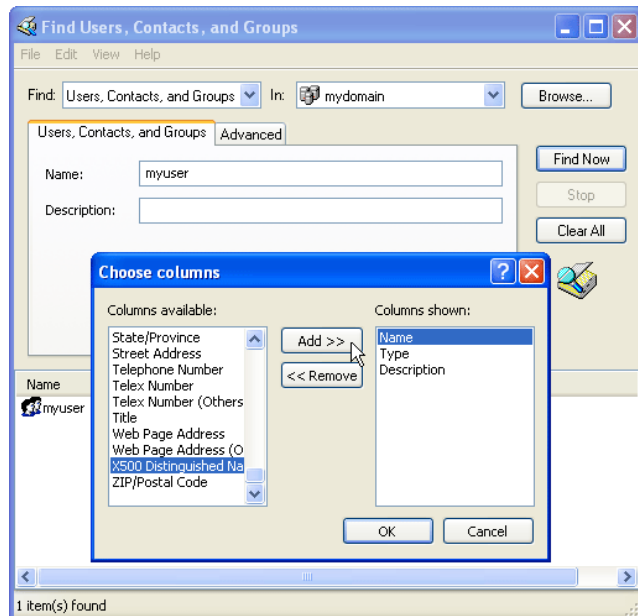 Find Users, Contacts, and Groups
File Edit View Help
Find: Users, Contacts, and Groups In: mydomain Browse...
Users, Contacts, and Groups Advanced
Find Now
Name: myuser
Stop
Description:
Clear All
Choose columns
Columns available: Columns shown:
State/Province
Street Address
Telephone Number
Telex Number
Telex Number (Others
Title
Web Page Address
Web Page Address (O
X500 Distinguished Na
ZIP/Postal Code
Add >>
<< Remove
Name
Type
Description
OK Cancel
Name
myuser
1 item(s) found